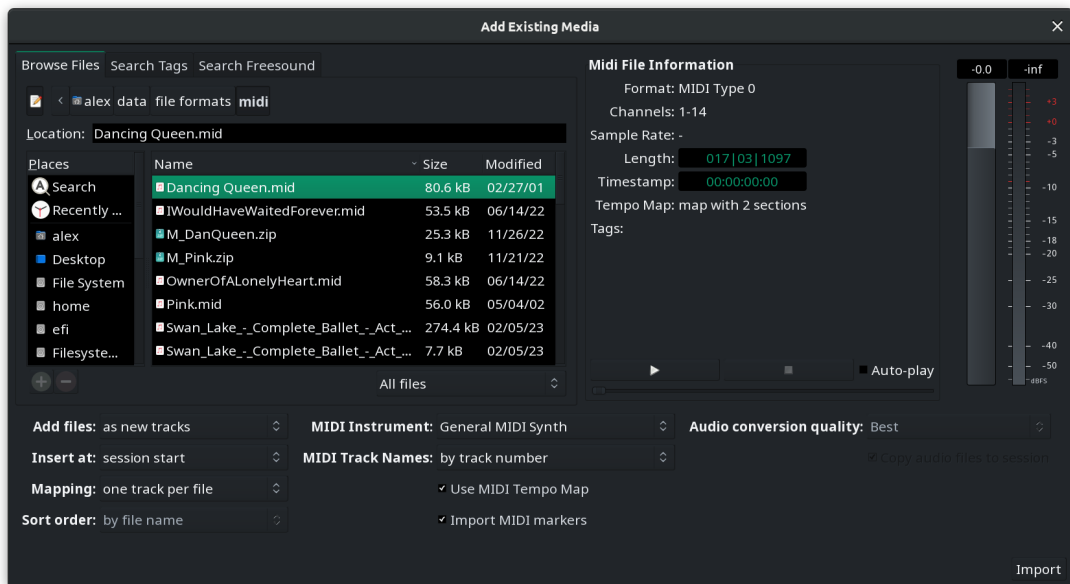 Add Existing Media
Browse Files Search Tags Search Freesound
alex data file formats midi
Location: Dancing Queen.mid
Places
Search
Recently ...
alex
Desktop
File System
home
efi
Filesyste...
Name Size Modified
Dancing Queen.mid 80.6 kB 02/27/01
IWouldHaveWaitedForever.mid 53.5 kB 06/14/22
M_DanQueen.zip 25.3 kB 11/26/22
M_Pink.zip 9.1 kB 11/21/22
OwnerOfALonelyHeart.mid 58.3 kB 06/14/22
Pink.mid 56.0 kB 05/04/02
Swan_Lake_-_Complete_Ballet_-_Act_... 274.4 kB 02/05/23
Swan_Lake_-_Complete_Ballet_-_Act_... 7.7 kB 02/05/23
All files
Midi File Information
Format: MIDI Type 0
Channels: 1-14
Sample Rate: -
Length: 017|03|1097
Timestamp: 00:00:00:00
Tempo Map: map with 2 sections
Tags:
Auto-play
-0.0 -inf
+3
+0
-3
-5
-10
-15
-18
-20
-25
-30
-40
-50
dBFS
Add files: as new tracks
Insert at: session start
Mapping: one track per file
Sort order: by file name
MIDI Instrument: General MIDI Synth
MIDI Track Names: by track number
Use MIDI Tempo Map
Import MIDI markers
Audio conversion quality: Best
Copy audio files to session
Import